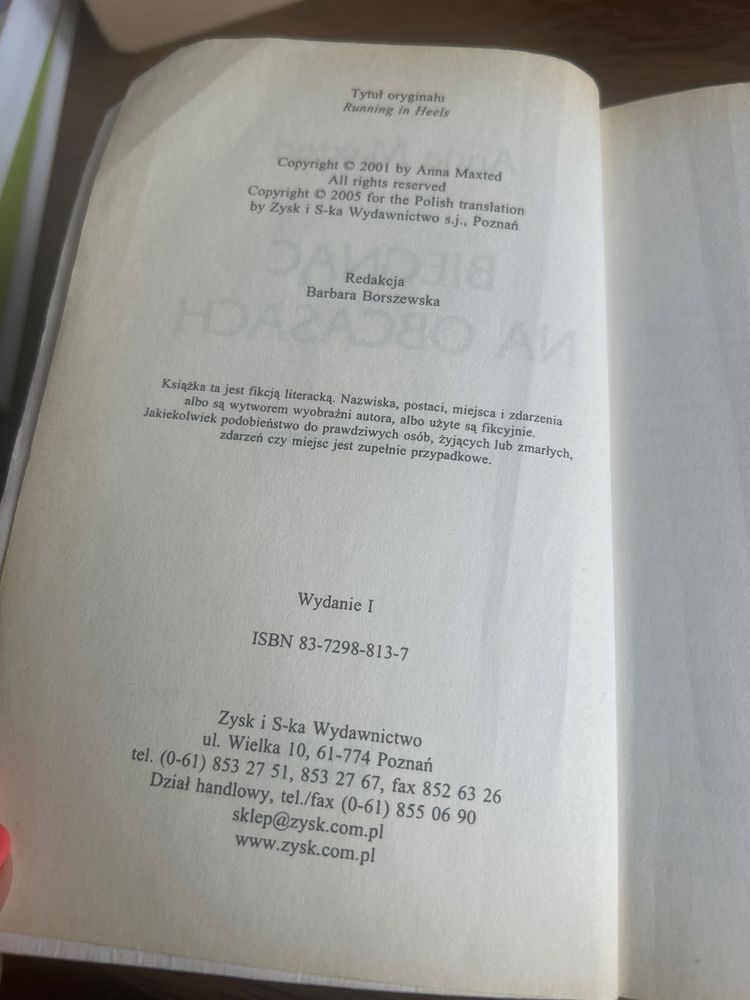 Tytuł oryginału
Running in Heels
Copyright © 2001 by Anna Maxted
All rights reserved
Copyright © 2005 for the Polish translation
by Zysk i S-ka Wydawnictwo s.j., Poznań
Redakcja
Barbara Borszewska
Książka ta jest fikcją literacką. Nazwiska, postaci, miejsca i zdarzenia
albo są wytworem wyobraźni autora, albo użyte są fikcyjnie.
Jakiekolwiek podobieństwo do prawdziwych osób, żyjących lub zmarłych,
zdarzeń czy miejsc jest zupełnie przypadkowe.
Wydanie I
ISBN 83-7298-813-7
Zysk i S-ka Wydawnictwo
ul. Wielka 10, 61-774 Poznań
tel. (0-61) 853 27 51, 853 27 67, fax 852 63 26
Dział handlowy, tel./fax (0-61) 855 06 90
sklep@zysk.com.pl
www.zysk.com.pl
Anna Maxted
BIEGNĄC
NA OBCASACH